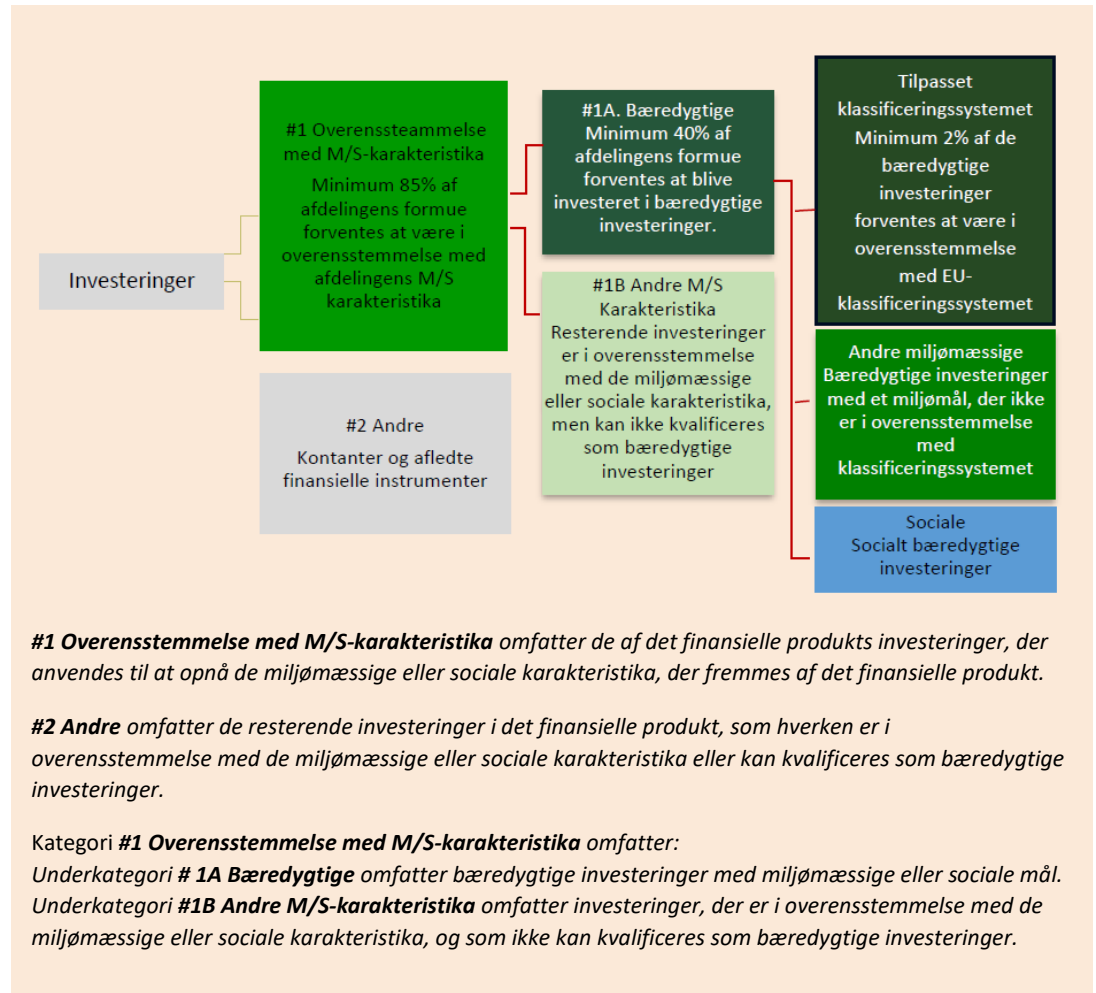 Investeringer
#1 Overenssteammelse
med M/S-karakteristika
Minimum 85% af
afdelingens formue
forventes at være i
overensstemmelse med
afdelingens M/S
karakteristika
#2 Andre
Kontanter og afledte
finansielle instrumenter
#1A. Bæredygtige
Minimum 40% af
afdelingens formue
forventes at blive
investeret i bæredygtige
investeringer.
#1B Andre M/S
Karakteristika
Resterende investeringer
er i overensstemmelse
med de miljømæssige
eller sociale karakteristika,
men kan ikke kvalificeres
som bæredygtige
investeringer
Tilpasset
klassificeringssystemet
Minimum 2% af de
bæredygtige
investeringer
forventes at være i
overensstemmelse
med EU-
klassificeringssystemet
Andre miljømæssige
Bæredygtige investeringer
med et miljømål, der ikke
er i overensstemmelse
med
klassificeringssystemet
Sociale
Socialt bæredygtige
investeringer
#1 Overensstemmelse med M/S-karakteristika omfatter de af det finansielle produkts investeringer, der
anvendes til at opnå de miljømæssige eller sociale karakteristika, der fremmes af det finansielle produkt.
#2 Andre omfatter de resterende investeringer i det finansielle produkt, som hverken er i
overensstemmelse med de miljømæssige eller sociale karakteristika eller kan kvalificeres som bæredygtige
investeringer.
Kategori #1 Overensstemmelse med M/S-karakteristika omfatter:
Underkategori # 1A Bæredygtige omfatter bæredygtige investeringer med miljømæssige eller sociale mål.
Underkategori #1B Andre M/S-karakteristika omfatter investeringer, der er i overensstemmelse med de
miljømæssige eller sociale karakteristika, og som ikke kan kvalificeres som bæredygtige investeringer.